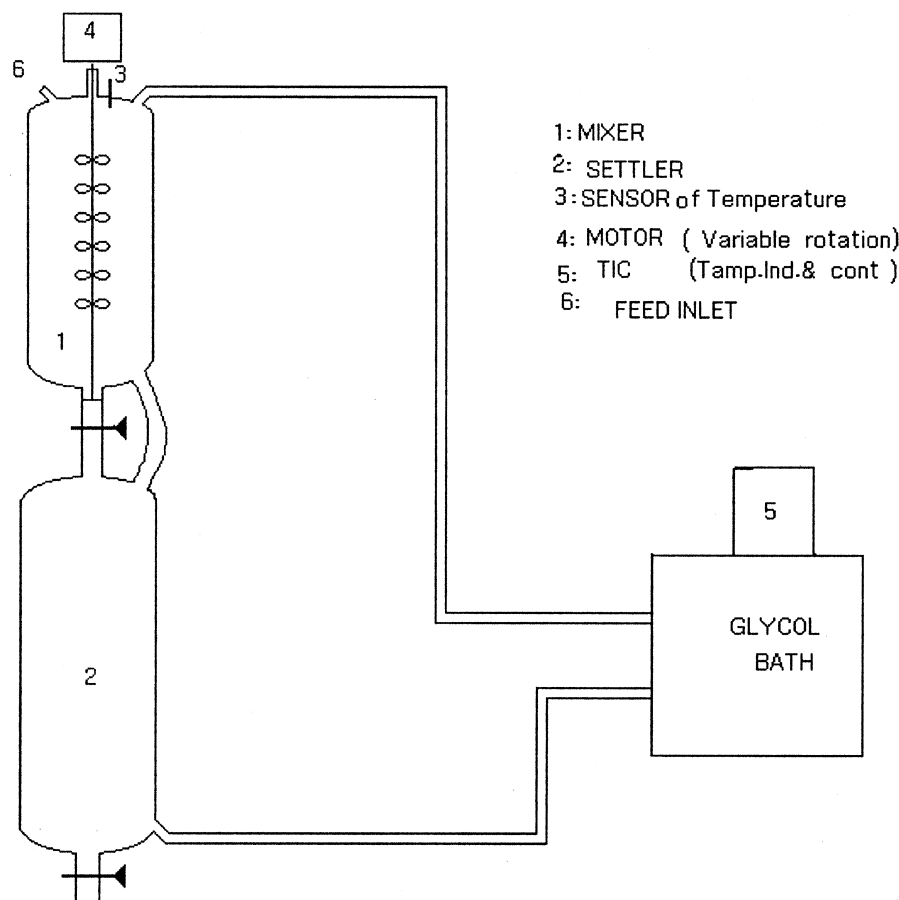 4
6
3
1: MIXER
2: SETTLER
3: SENSOR of Temperature
4: MOTOR ( Variable rotation)
5: TIC (Tamp.Ind.& cont )
6: FEED INLET
1
5
GLYCOL
BATH
2